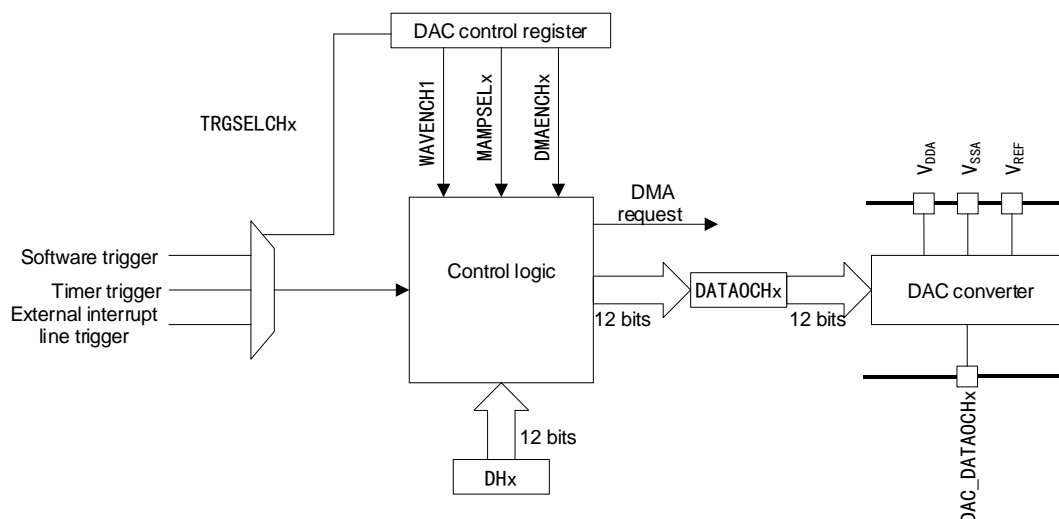 DAC control register
TRGSELCHx
WAVENCH1
MAMPSELx
DMAENCHx
VDDA
VSSA
VREF
DMA
request
Software trigger
Timer trigger
External interrupt
line trigger
Control logic
12 bits
DATAOCHx
12 bits
DAC converter
12 bits
DHx
DAC_DATAOCHx